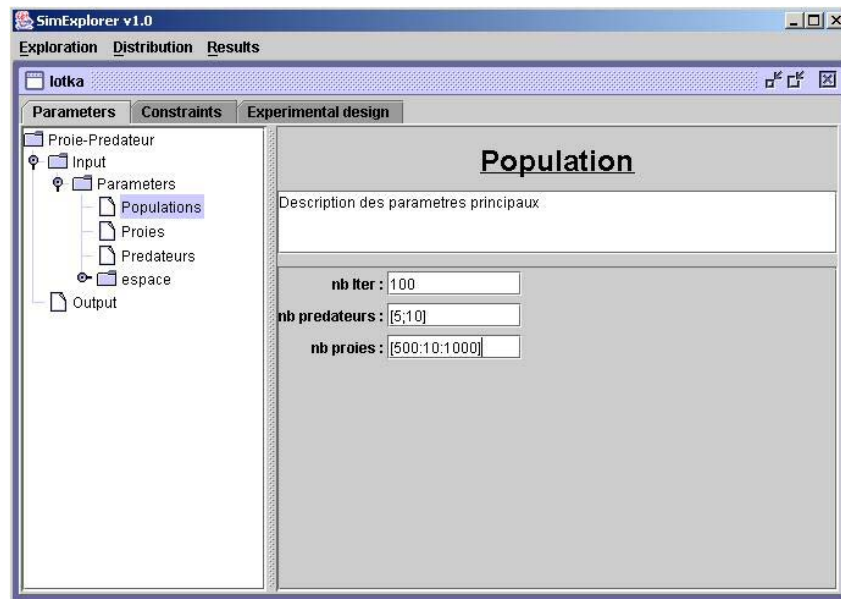 SimExplorer v1.0
Exploration Distribution Results
lotka
Parameters Constraints Experimental design
Proie-Predateur
Input
Parameters
Populations
Proies
Predateurs
espace
Output
Population
Description des parametres principaux
nb Iter : 100
nb predateurs : [5;10]
nb proies : [500:10:1000]